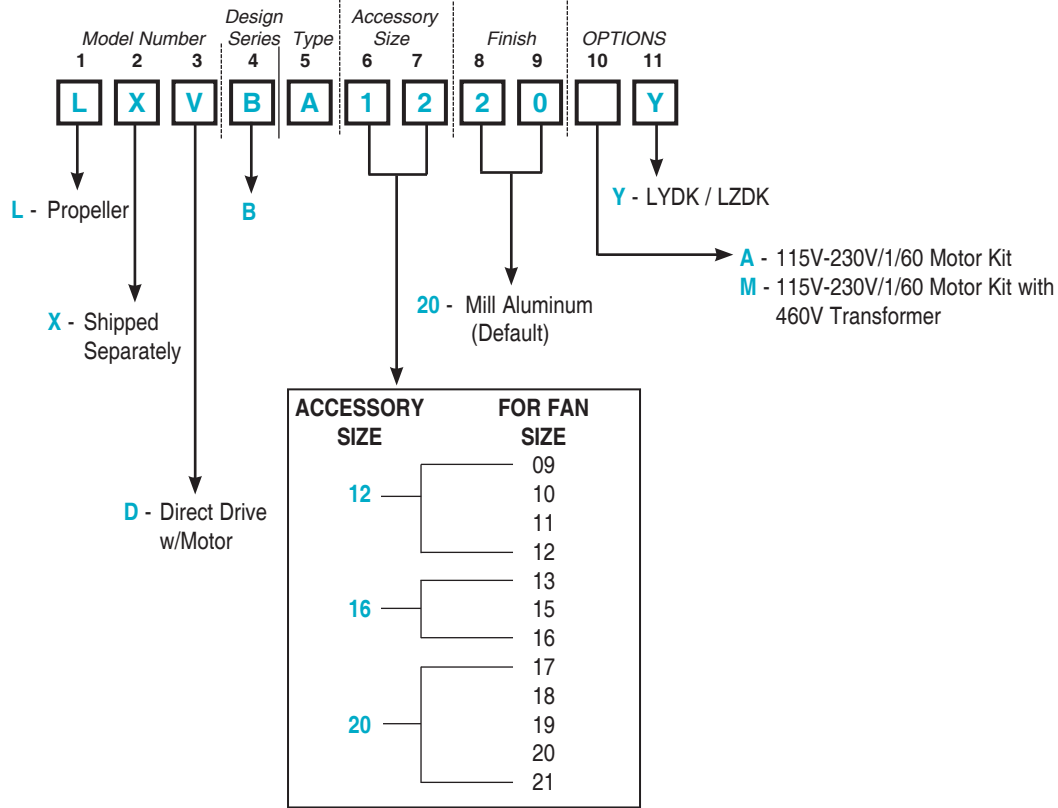 Design Accessory
Model Number Series Type Size Finish OPTIONS
1 2 3 4 5 6 7 8 9 10 11
L X V B A 1 2 2 0 Y
L - Propeller
B
Y - LYDK / LZDK
A - 115V-230V/1/60 Motor Kit
M - 115V-230V/1/60 Motor Kit with
460V Transformer
20 - Mill Aluminum
(Default)
X - Shipped
Separately
D - Direct Drive
w/Motor
ACCESSORY FOR FAN
SIZE SIZE
09
12 10
11
12
13
16 15
16
17
18
20 19
20
21